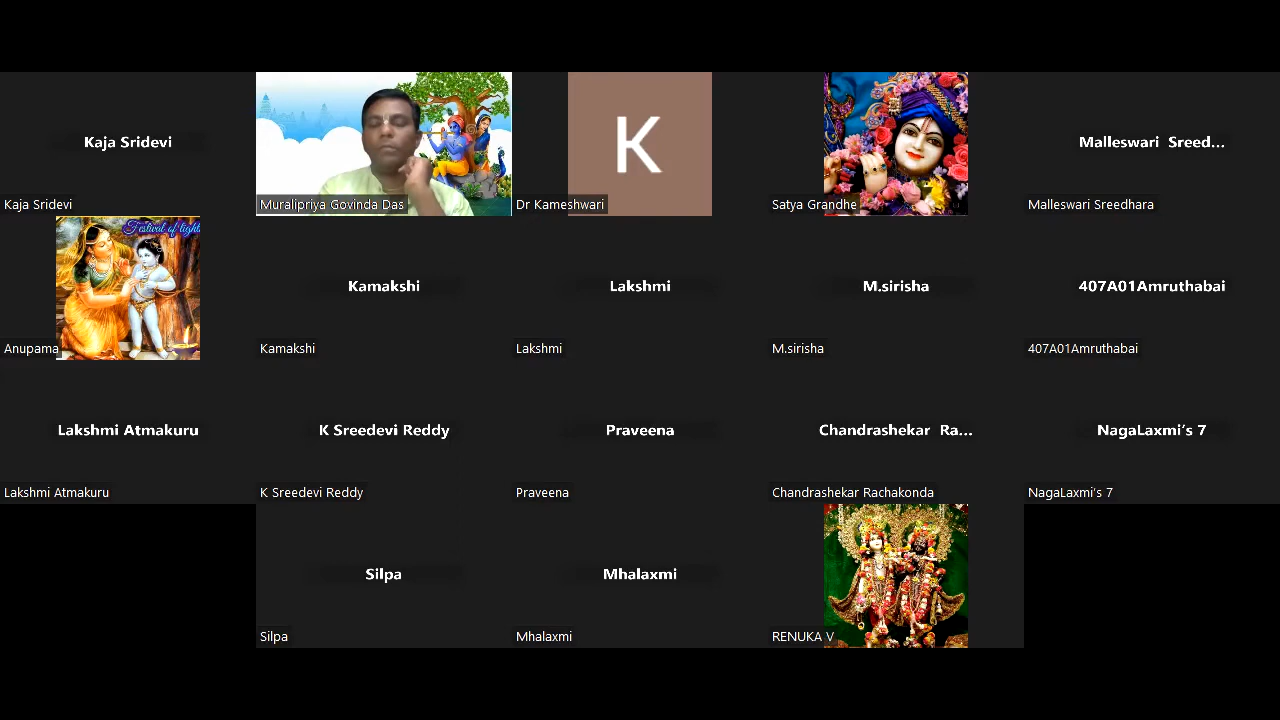 Kaja Sridevi
Kaja Sridevi
Muralipriya Govinda Das
K
Dr Kameshwari
Satya Grandhe
Malleswari Sreed...
Malleswari Sreedhara
Festival of light
Anupama
Kamakshi
Kamakshi
Lakshmi
Lakshmi
M.sirisha
M.sirisha
407A01Amruthabai
407A01Amruthabai
Lakshmi Atmakuru
Lakshmi Atmakuru
K Sreedevi Reddy
K Sreedevi Reddy
Praveena
Praveena
Chandrashekar Ra...
Chandrashekar Rachakonda
NagaLaxmi's 7
NagaLaxmi's 7
Silpa
Silpa
Mhalaxmi
Mhalaxmi
RENUKA V